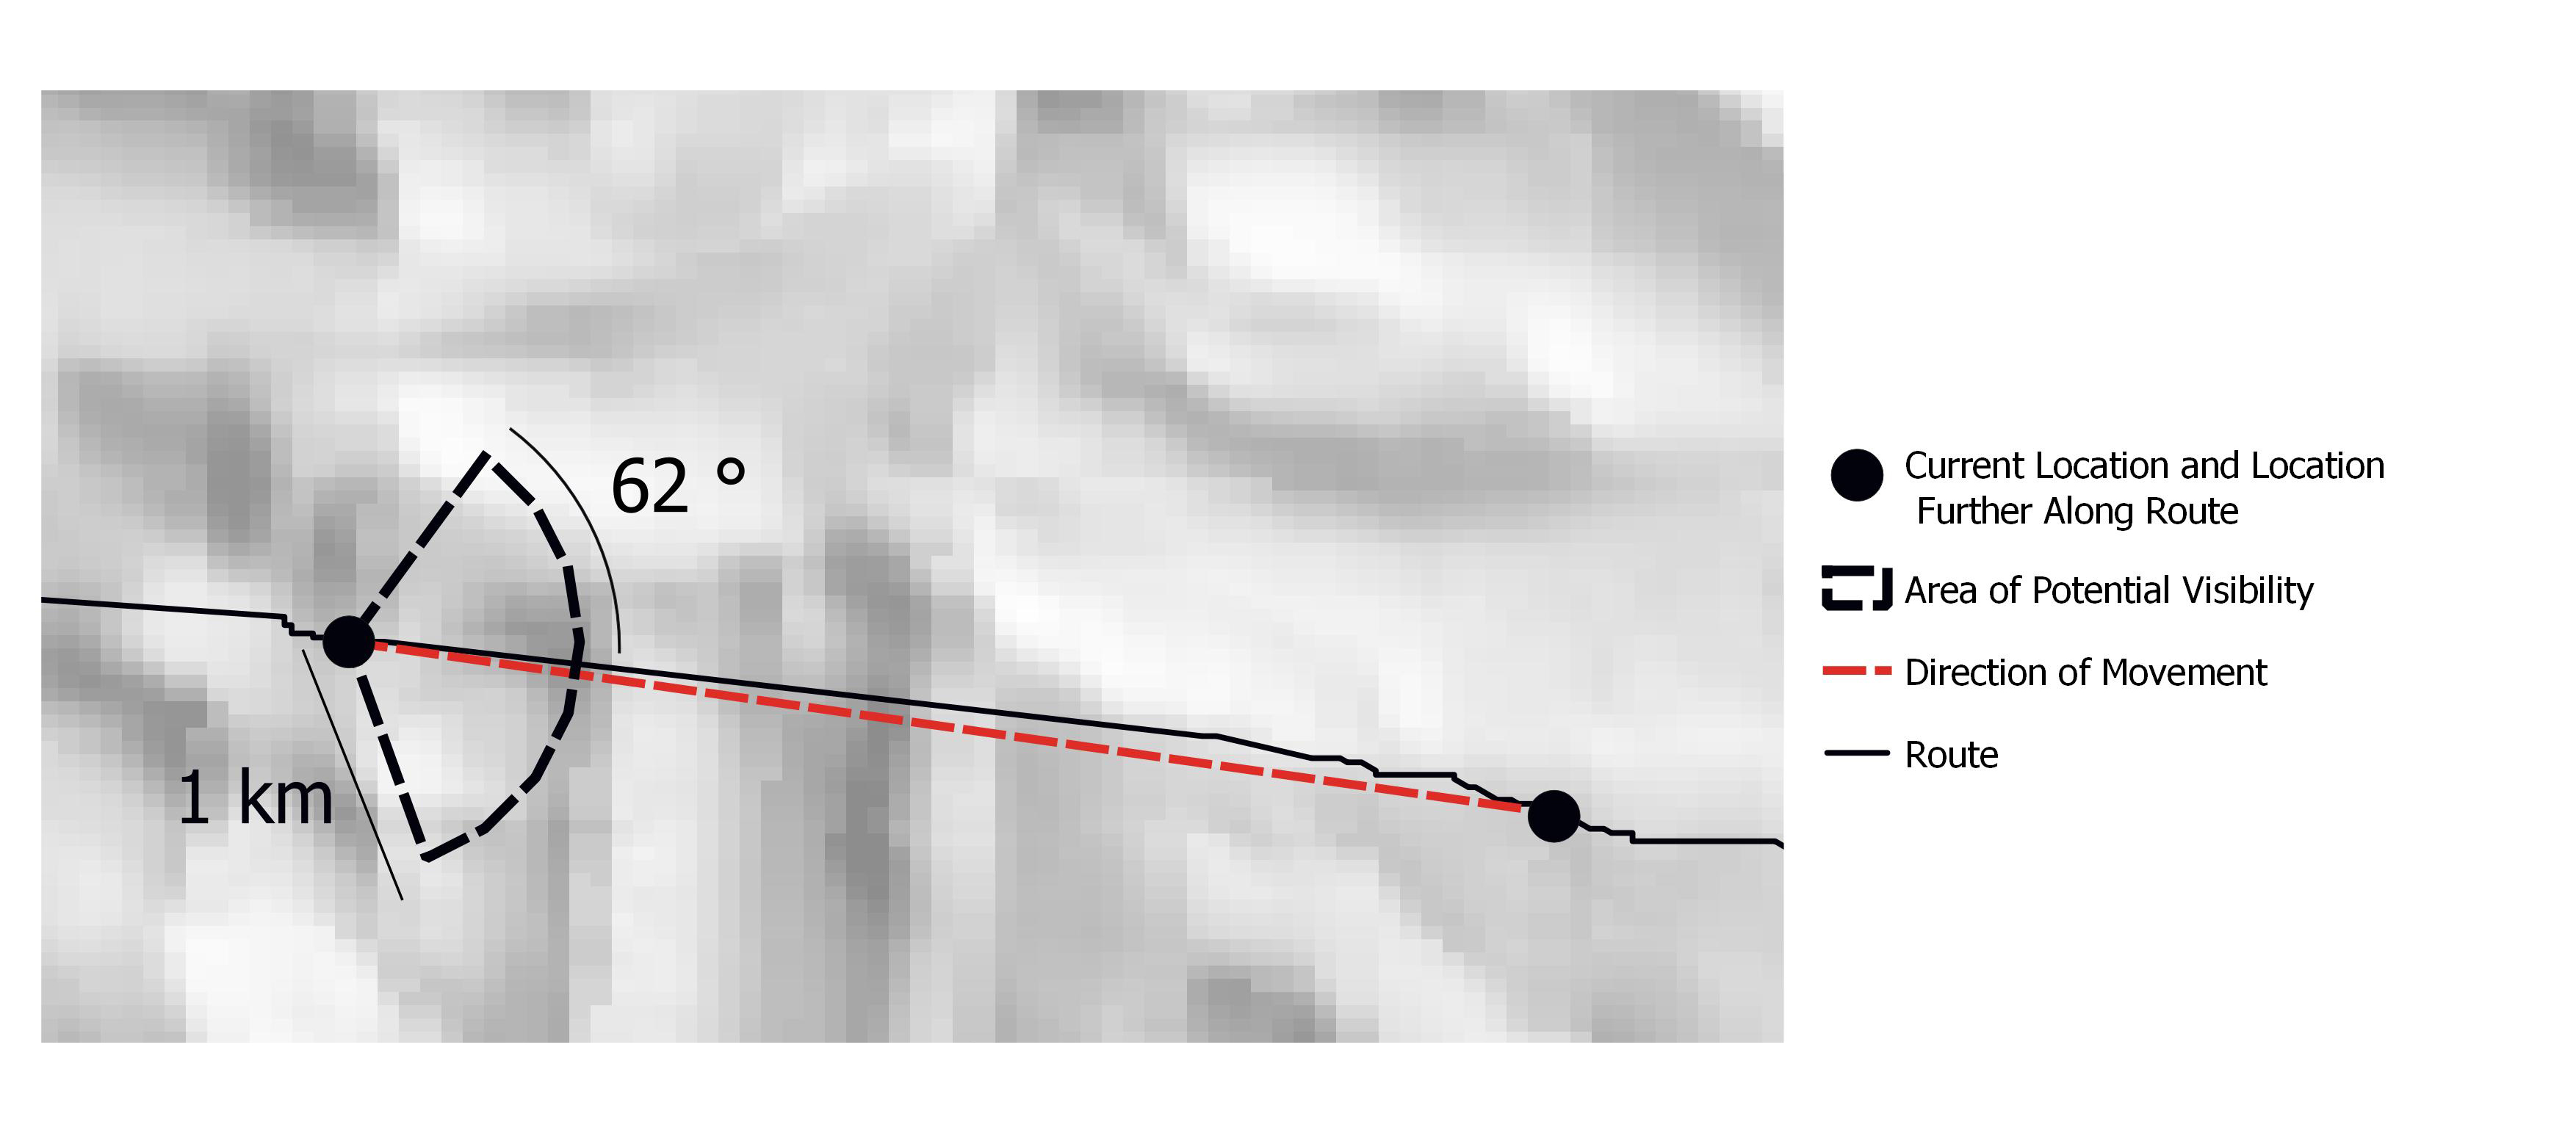 62 °
1 km
Current Location and Location
Further Along Route
Area of Potential Visibility
Direction of Movement
Route